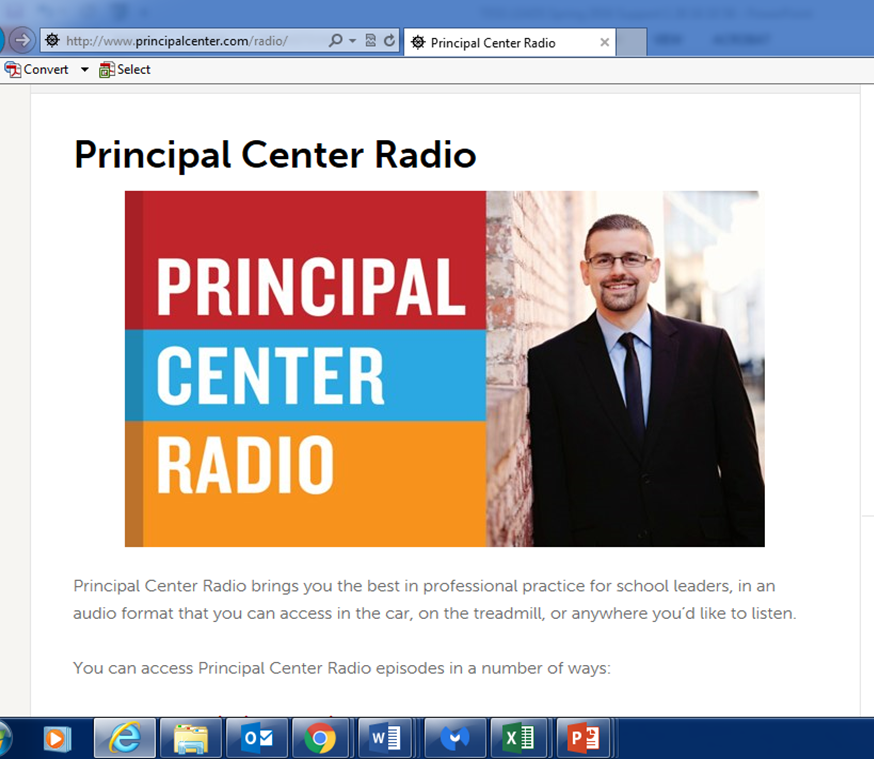 http://www.principalcenter.com/radio/
Principal Center Radio
Convert
Select
Principal Center Radio
PRINCIPAL
CENTER
RADIO
Principal Center Radio brings you the best in professional practice for school leaders, in an
audio format that you can access in the car, on the treadmill, or anywhere you’d like to listen.
You can access Principal Center Radio episodes in a number of ways: